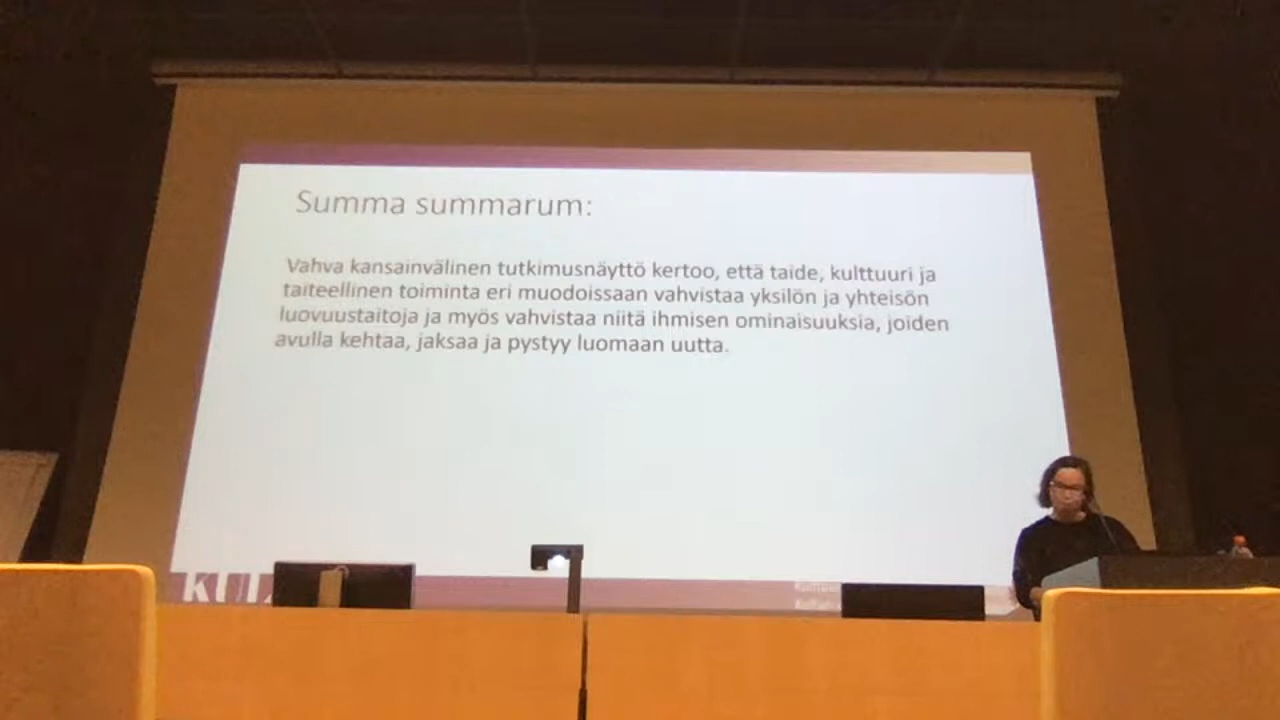 Summa summarum:
Vahva kansainvälinen tutkimusnäyttö kertoo, että taide, kulttuuri ja
taiteellinen toiminta eri muodoissaan vahvistaa yksilön ja yhteisön
luovuustaitoja ja myös vahvistaa niitä ihmisen ominaisuuksia, joiden
avulla kehtaa, jaksaa ja pystyy luomaan uutta.